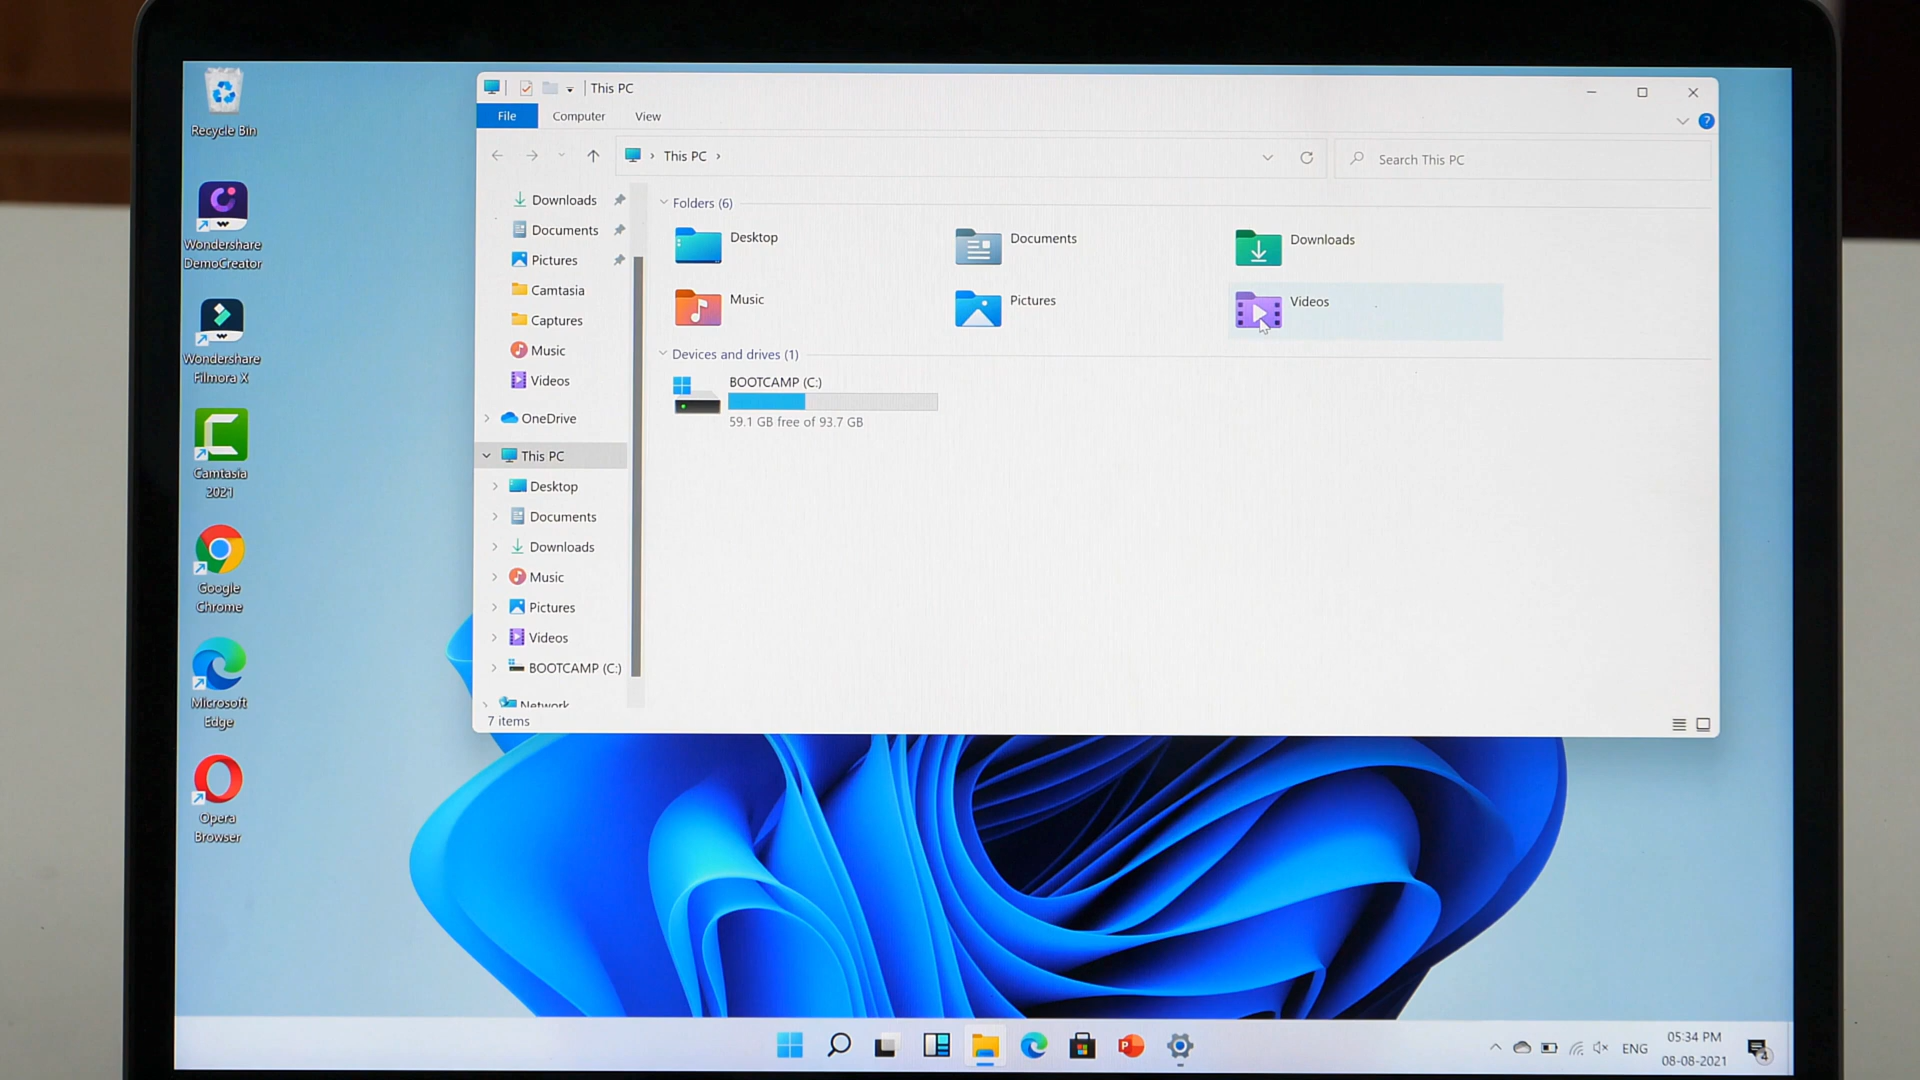 Recycle Bin
Wondershare
DemoCreator
Wondershare
Filmora X
Camtasia
2021
Google
Chrome
Microsoft
Edge
Opera
Browser
This PC
File
Computer
View
?
This PC
Search This PC
Downloads
Documents
Pictures
Camtasia
Captures
Music
Videos
OneDrive
This PC
Desktop
Documents
Downloads
Music
Pictures
Videos
BOOTCAMP (C:)
Network
7 items
Folders (6)
Desktop
Documents
Downloads
Music
Pictures
Videos
Devices and drives (1)
BOOTCAMP (C:)
59.1 GB free of 93.7 GB
P
ENG
05:34 PM
08-08-2021
4